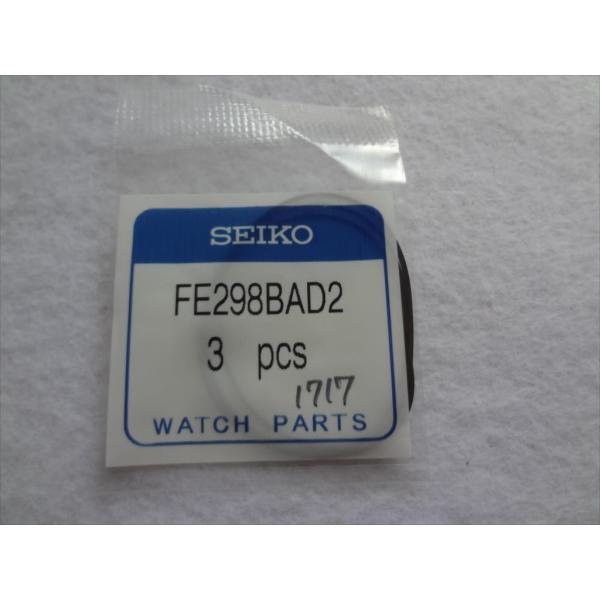 SEIKO
FE298BAD2
3 pcs
1717
WATCH PARTS